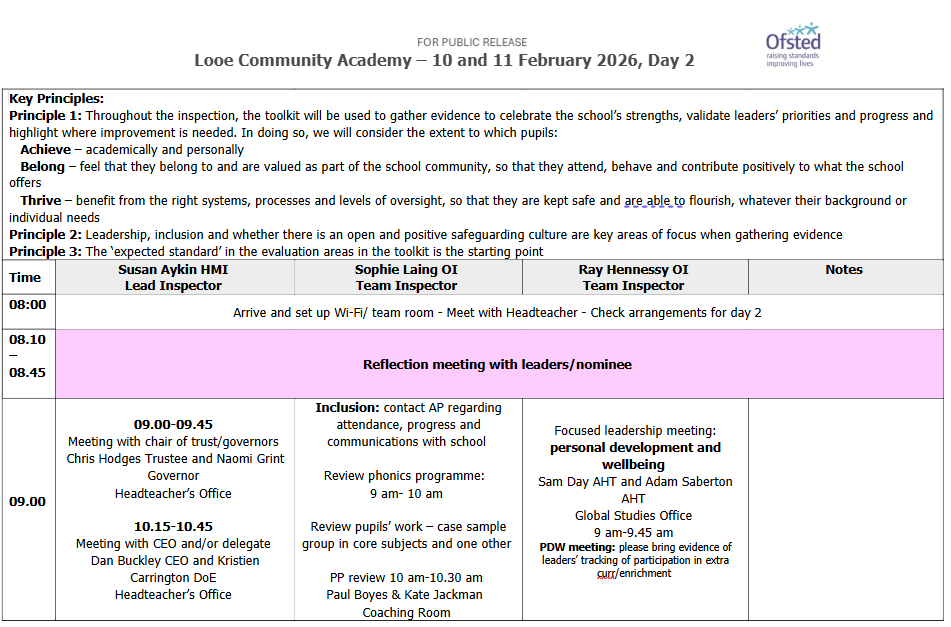 FOR PUBLIC RELEASE
Looe Community Academy – 10 and 11 February 2026, Day 2
Ofsted
raising standards
improving lives
Key Principles:
Principle 1: Throughout the inspection, the toolkit will be used to gather evidence to celebrate the school's strengths, validate leaders' priorities and progress and
highlight where improvement is needed. In doing so, we will consider the extent to which pupils:
Achieve – academically and personally
Belong – feel that they belong to and are valued as part of the school community, so that they attend, behave and contribute positively to what the school
offers
Thrive – benefit from the right systems, processes and levels of oversight, so that they are kept safe and are able to flourish, whatever their background or
individual needs
Principle 2: Leadership, inclusion and whether there is an open and positive safeguarding culture are key areas of focus when gathering evidence
Principle 3: The 'expected standard' in the evaluation areas in the toolkit is the starting point
Time
Susan Aykin HMI
Lead Inspector
Sophie Laing OI
Team Inspector
Ray Hennessy OI
Team Inspector
Notes
08:00
Arrive and set up Wi-Fi/ team room - Meet with Headteacher - Check arrangements for day 2
08.10
–
08.45
Reflection meeting with leaders/nominee
09.00
09.00-09.45
Meeting with chair of trust/governors
Chris Hodges Trustee and Naomi Grint
Governor
Headteacher's Office
10.15-10.45
Meeting with CEO and/or delegate
Dan Buckley CEO and Kristien
Carrington DoE
Headteacher's Office
Inclusion: contact AP regarding
attendance, progress and
communications with school
Review phonics programme:
9 am- 10 am
Review pupils' work – case sample
group in core subjects and one other
PP review 10 am-10.30 am
Paul Boyes & Kate Jackman
Coaching Room
Focused leadership meeting:
personal development and
wellbeing
Sam Day AHT and Adam Saberton
AHT
Global Studies Office
9 am-9.45 am
PDW meeting: please bring evidence of
leaders' tracking of participation in extra
curr/enrichment